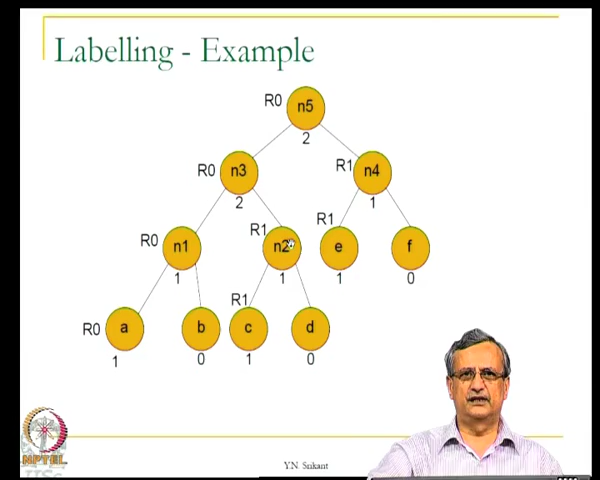 Labelling - Example
R0 n5
2
R0 n3
2
R1 n4
1
R0 n1
1
R1 n2
1
R1 e
1
f
0
R0 a
1
b
0
R1 c
1
d
0
NPTEL
Y.N. Srikant